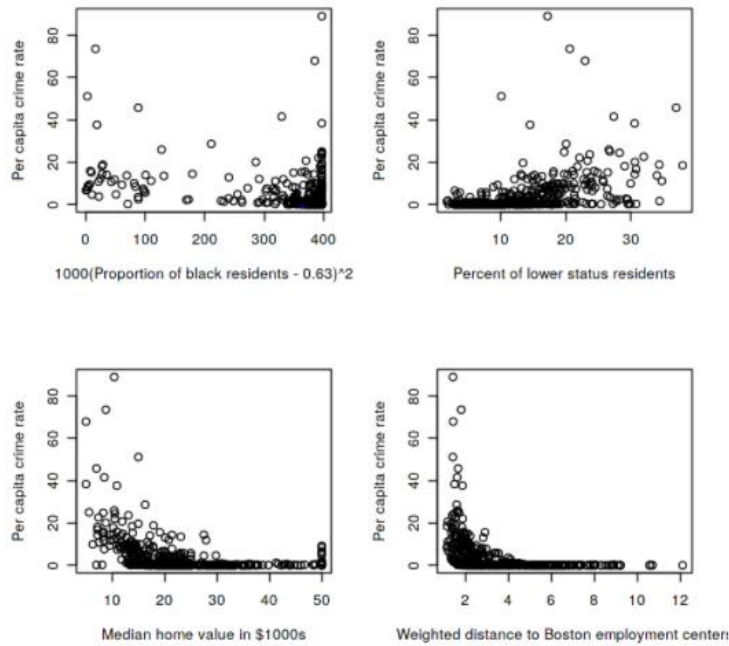 Per capita crime rate
80
60
40
20
0
0 100 200 300 400
1000(Proportion of black residents - 0.63)^2
Per capita crime rate
80
60
40
20
0
10 20 30
Percent of lower status residents
Per capita crime rate
80
60
40
20
0
10 20 30 40 50
Median home value in $1000s
Per capita crime rate
80
60
40
20
0
2 4 6 8 10 12
Weighted distance to Boston employment centers